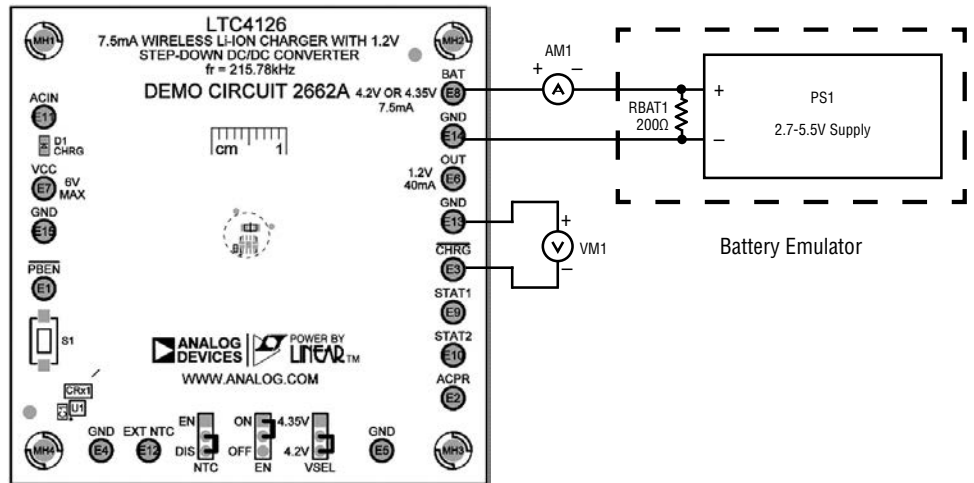 LTC4126
7.5mA WIRELESS Li-ION CHARGER WITH 1.2V
STEP-DOWN DC/DC CONVERTER
fr = 215.78kHz
DEMO CIRCUIT 2662A
MH1
MH2
BAT
4.2V OR 4.35V
7.5mA
E8
GND
E14
OUT
1.2V
40mA
E6
GND
E13
CHRG
E3
STAT1
E9
STAT2
E10
ACPR
E2
ACIN
E11
D1
CHRG
VCC
E7
6V
MAX
GND
E15
PBEN
E1
S1
cm 1
ANALOG
DEVICES
POWER BY
LINEAR TM
WWW.ANALOG.COM
CRx1
U1
MH4
GND
E4
EXT NTC
E12
EN
DIS
NTC
ON
OFF
EN
4.35V
4.2V
VSEL
GND
E5
MH3
AM1
+ −
A
RBAT1
200Ω
+
−
PS1
2.7-5.5V Supply
Battery Emulator
+
V
−
VM1